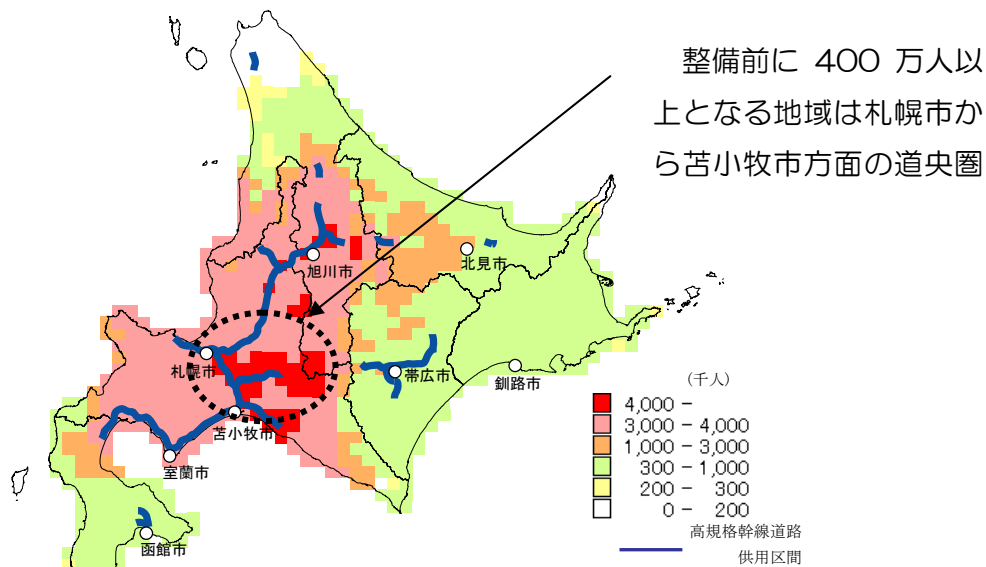 整備前に 400 万人以
上となる地域は札幌市か
ら苫小牧市方面の道央圏
旭川市
北見市
札幌市
帯広市
釧路市
苫小牧市
室蘭市
函館市
(千人)
4,000 -
3,000 - 4,000
1,000 - 3,000
300 - 1,000
200 - 300
0 - 200
高規格幹線道路
供用区間